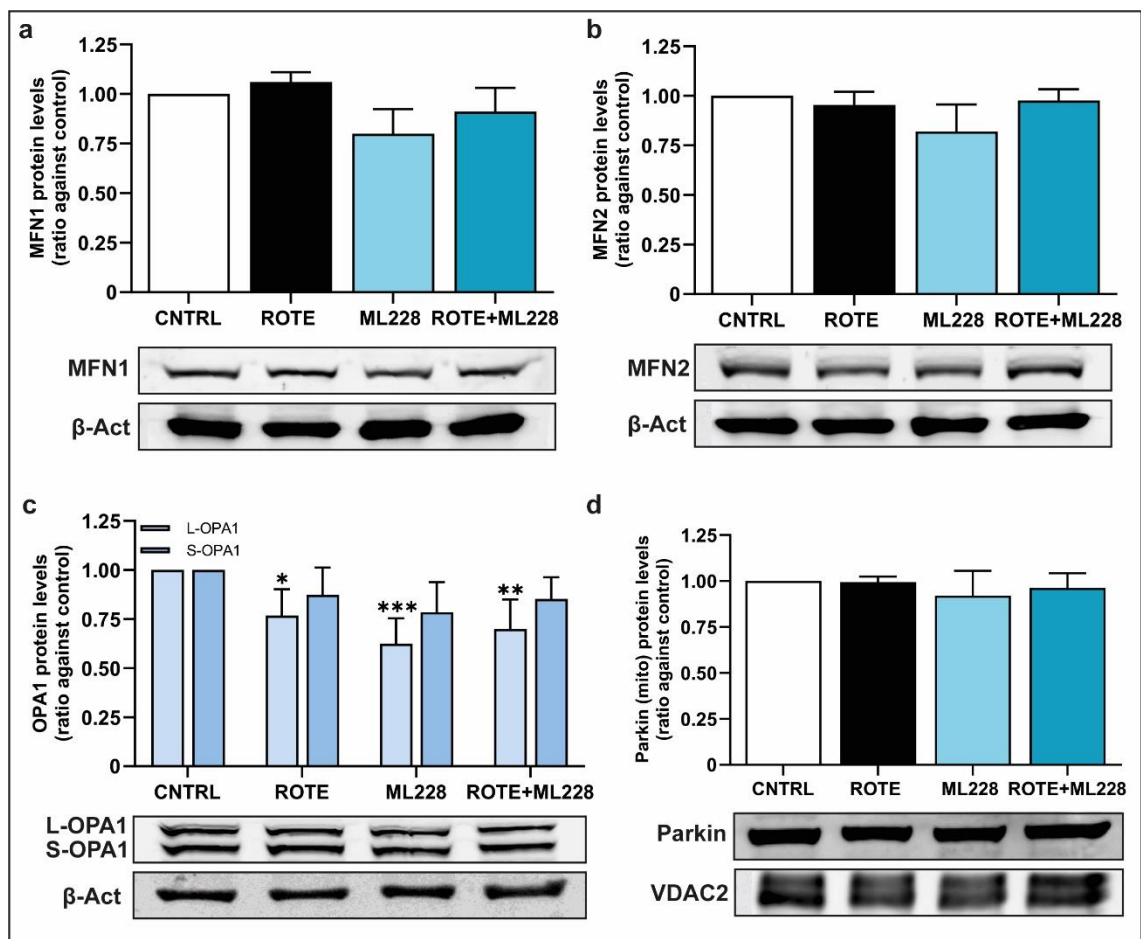 a
MFN1 protein levels
(ratio against control)
1.25
1.00
0.75
0.50
0.25
0
CNTRL ROTE ML228 ROTE+ML228
MFN1
β-Act
b
MFN2 protein levels
(ratio against control)
1.25
1.00
0.75
0.50
0.25
0
CNTRL ROTE ML228 ROTE+ML228
MFN2
β-Act
c
OPA1 protein levels
(ratio against control)
1.25
1.00
0.75
0.50
0.25
0
L-OPA1
S-OPA1
*
***
**
CNTRL ROTE ML228 ROTE+ML228
L-OPA1
S-OPA1
β-Act
d
Parkin (mito) protein levels
(ratio against control)
1.25
1.00
0.75
0.50
0.25
0
CNTRL ROTE ML228 ROTE+ML228
Parkin
VDAC2